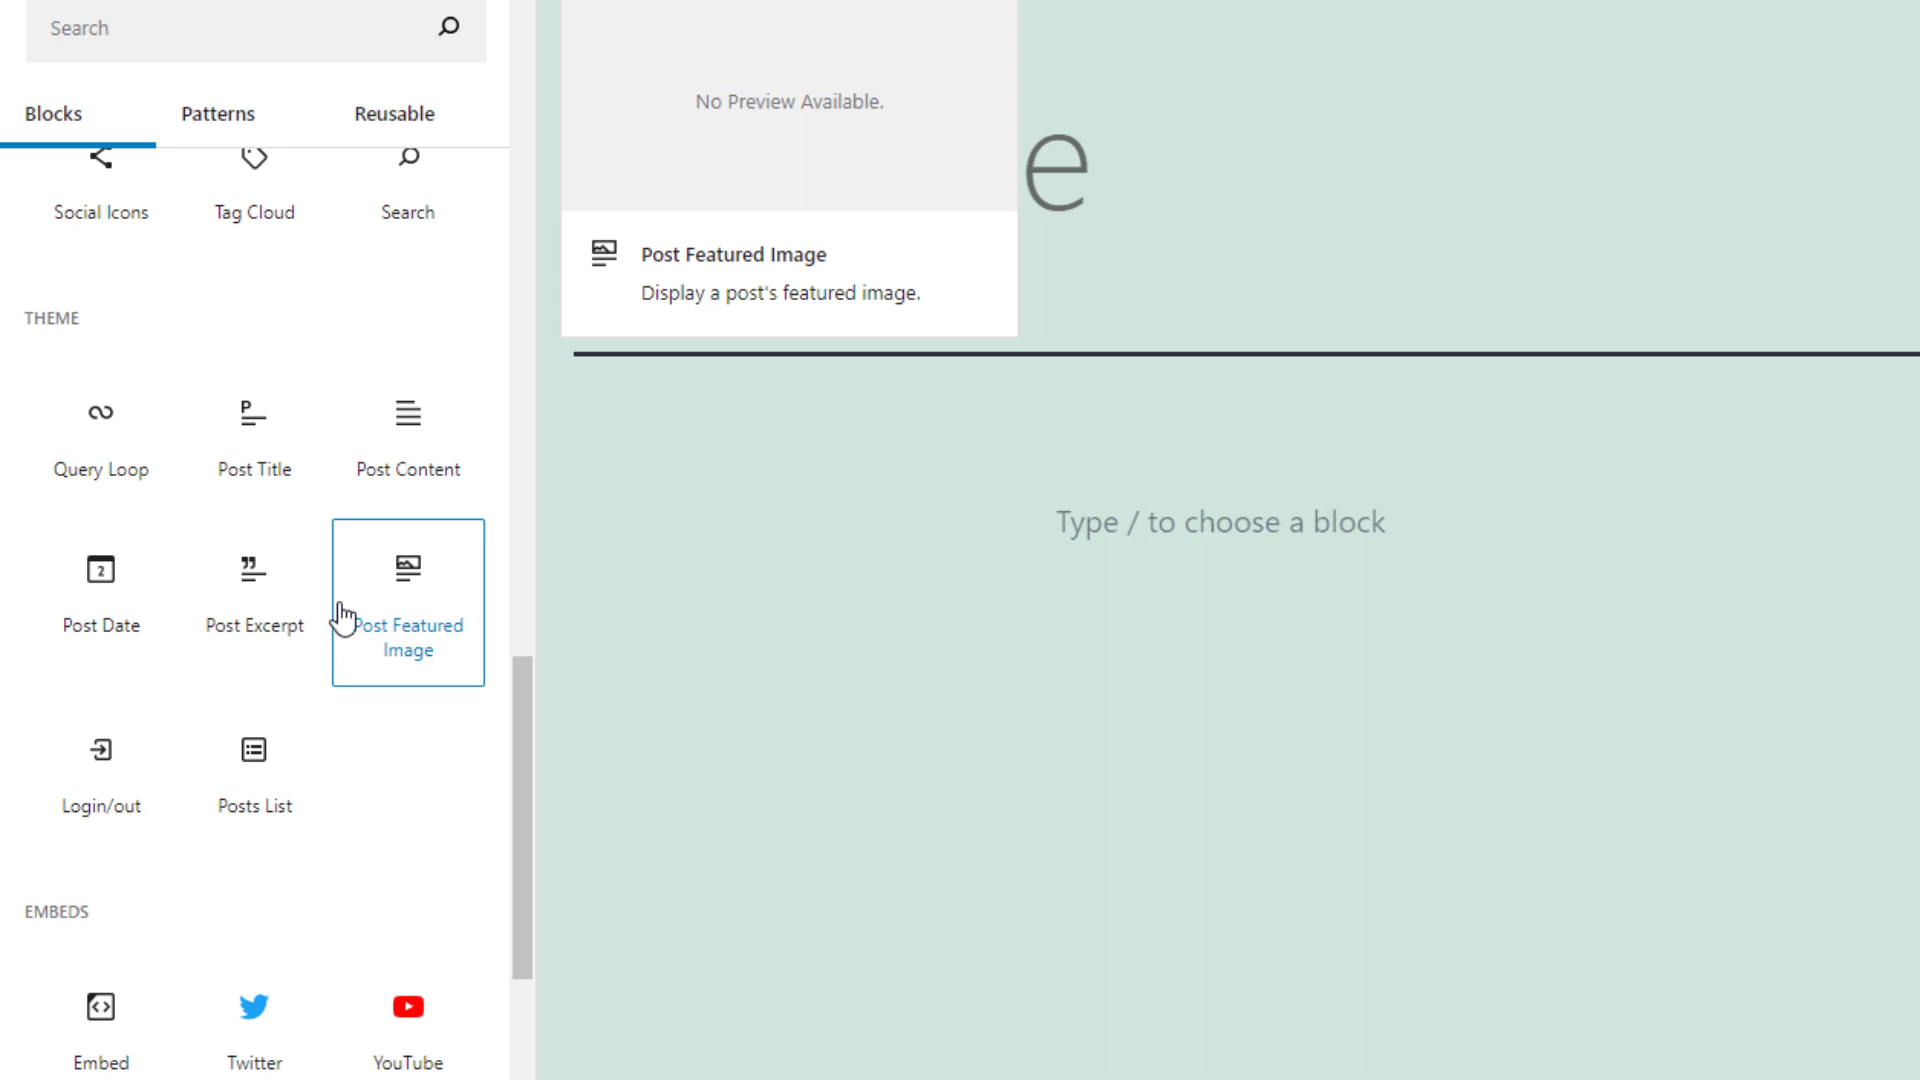 Search
Blocks
Patterns
Reusable
Social Icons
Tag Cloud
Search
THEME
Query Loop
Post Title
Post Content
Post Date
Post Excerpt
Post Featured
Image
Login/out
Posts List
EMBEDS
Embed
Twitter
YouTube
No Preview Available.
e
Post Featured Image
Display a post's featured image.
Type / to choose a block